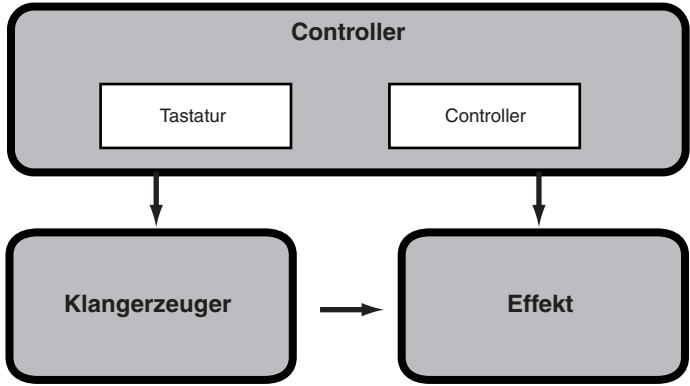 Controller
Tastatur
Controller
Klangerzeuger
Effekt